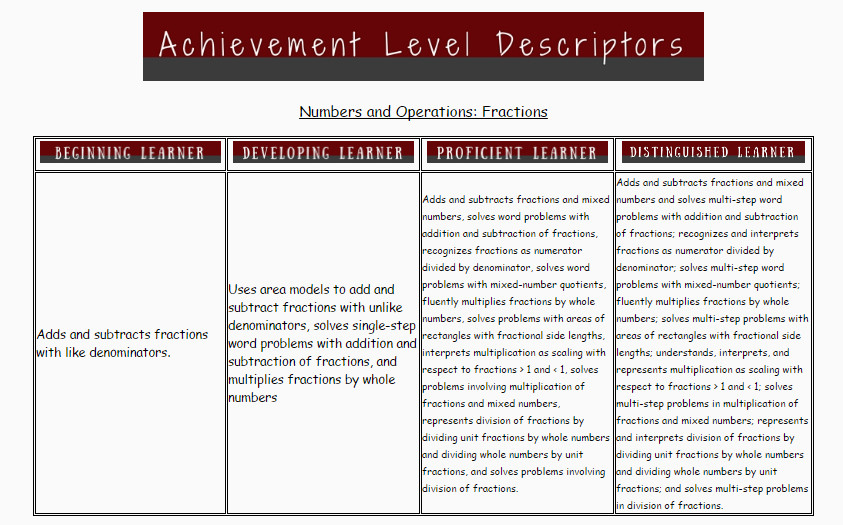 Achievement Level Descriptors
Numbers and Operations: Fractions
BEGINNING LEARNER
DEVELOPING LEARNER
PROFICIENT LEARNER
DISTINGUISHED LEARNER
Adds and subtracts fractions
with like denominators.
Uses area models to add and
subtract fractions with unlike
denominators, solves single-step
word problems with addition and
subtraction of fractions, and
multiplies fractions by whole
numbers
Adds and subtracts fractions and mixed
numbers, solves word problems with
addition and subtraction of fractions,
recognizes fractions as numerator
divided by denominator, solves word
problems with mixed-number quotients,
fluently multiplies fractions by whole
numbers, solves problems with areas of
rectangles with fractional side lengths,
interprets multiplication as scaling with
respect to fractions > 1 and < 1, solves
problems involving multiplication of
fractions and mixed numbers,
represents division of fractions by
dividing unit fractions by whole numbers
and dividing whole numbers by unit
fractions, and solves problems involving
division of fractions.
Adds and subtracts fractions and mixed
numbers and solves multi-step word
problems with addition and subtraction
of fractions; recognizes and interprets
fractions as numerator divided by
denominator; solves multi-step word
problems with mixed-number quotients;
fluently multiplies fractions by whole
numbers; solves multi-step problems with
areas of rectangles with fractional side
lengths; understands, interprets, and
represents multiplication as scaling with
respect to fractions > 1 and < 1; solves
multi-step problems in multiplication of
fractions and mixed numbers; represents
and interprets division of fractions by
dividing unit fractions by whole numbers
and dividing whole numbers by unit
fractions; and solves multi-step problems
in division of fractions.